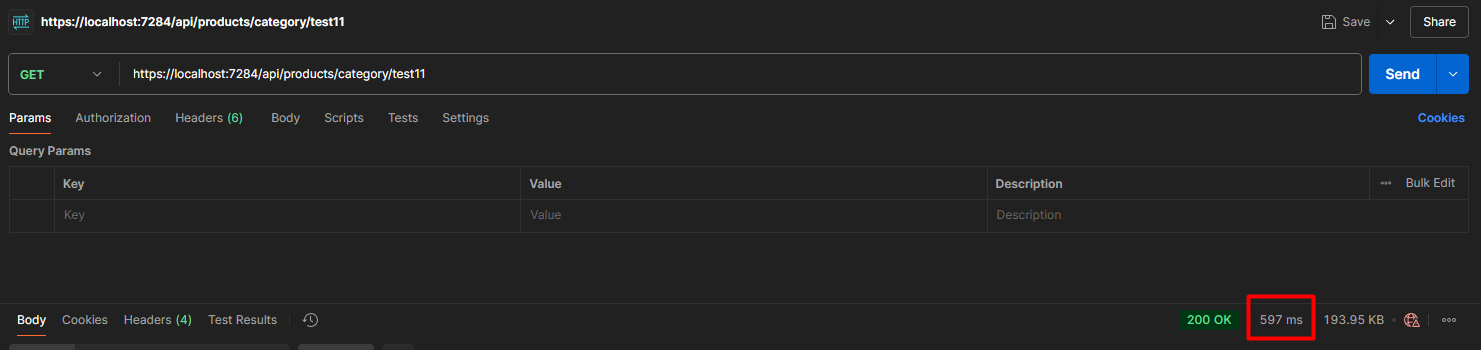 HTTP https://localhost:7284/api/products/category/test11 Save Share
GET https://localhost:7284/api/products/category/test11 Send
Params Authorization Headers (6) Body Scripts Tests Settings Cookies
Query Params
Key Value Description Bulk Edit
Key Value Description
Body Cookies Headers (4) Test Results 200 OK 597 ms 193.95 KB